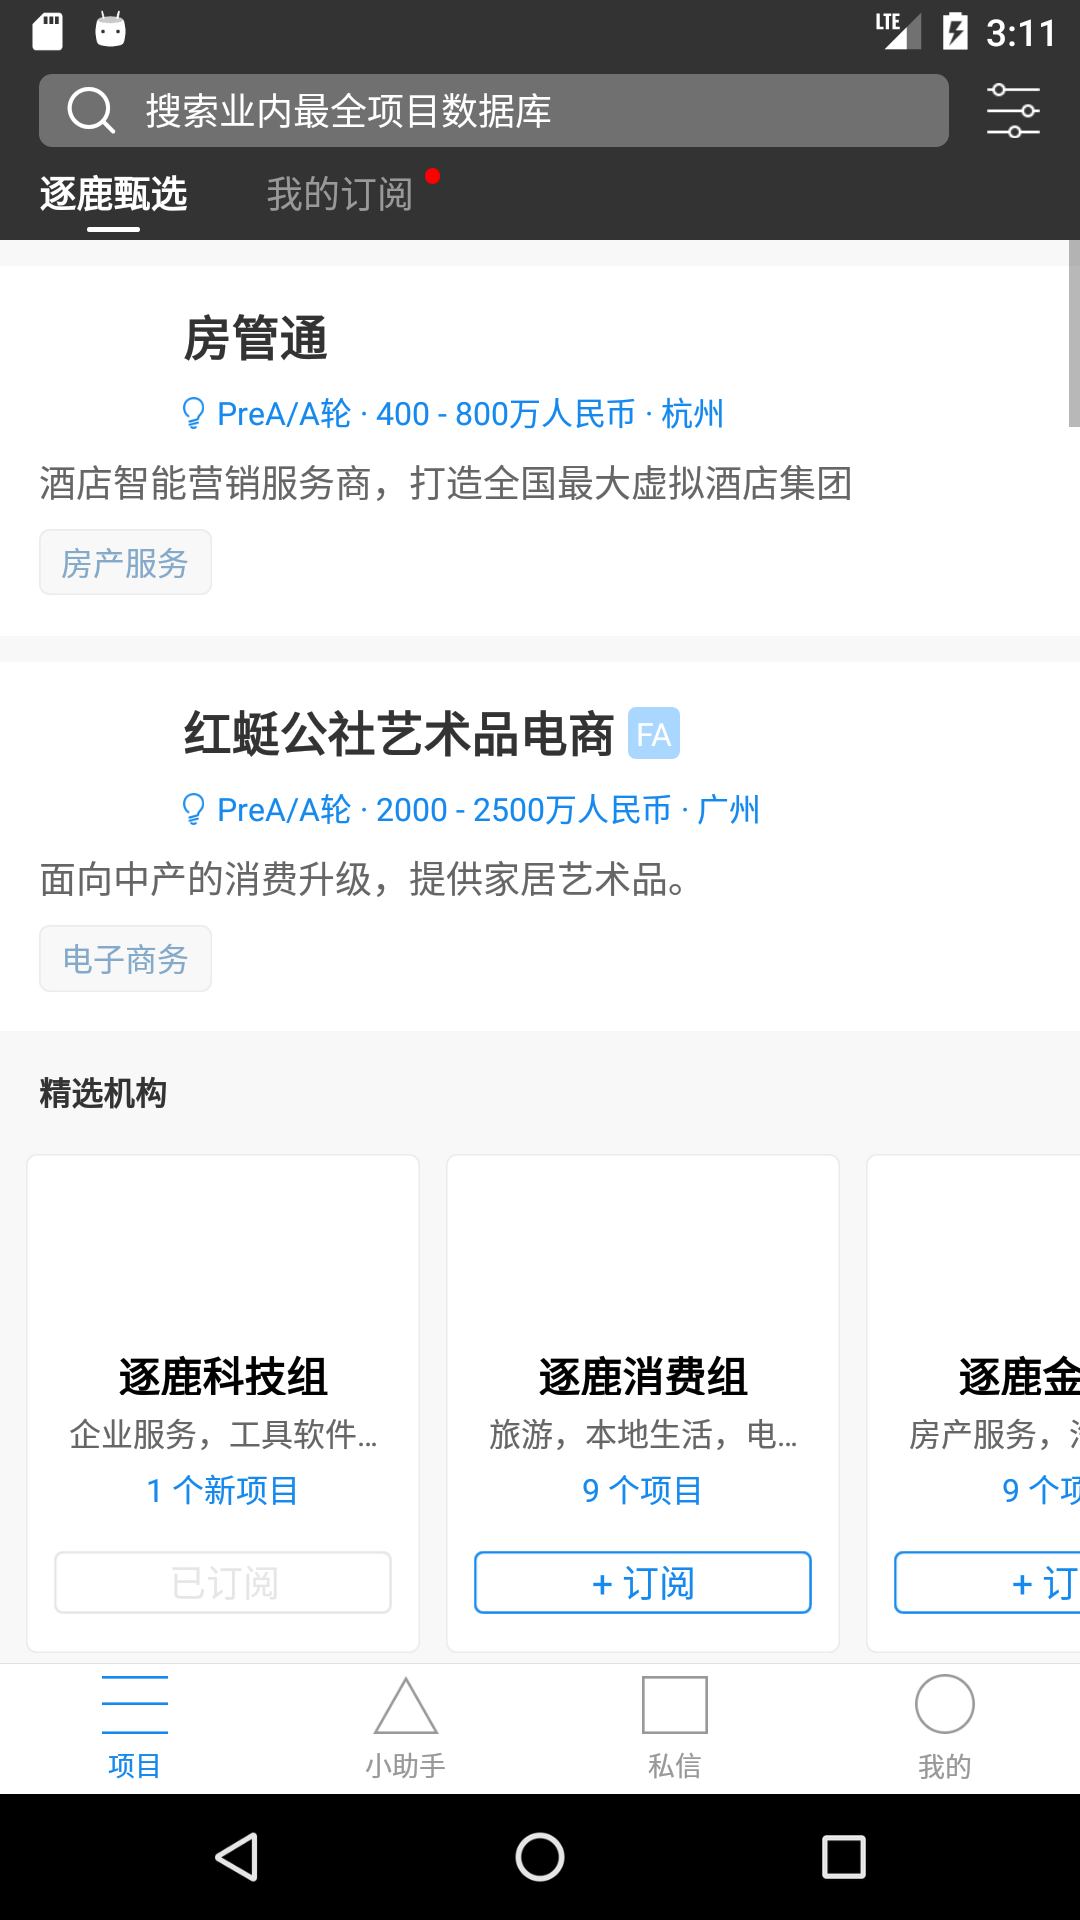 LTE 3:11
搜索业内最全项目数据库
逐鹿甄选 我的订阅
房管通
PreA/A轮 · 400 - 800万人民币 · 杭州
酒店智能营销服务商，打造全国最大虚拟酒店集团
房产服务
红蜓公社艺术品电商 FA
PreA/A轮 · 2000 - 2500万人民币 · 广州
面向中产的消费升级，提供家居艺术品。
电子商务
精选机构
逐鹿科技组 逐鹿消费组 逐鹿金
企业服务，工具软件... 旅游，本地生活，电... 房产服务，
1 个新项目 9 个项目 9 个项
已订阅 + 订阅 + 订
项目 小助手 私信 我的